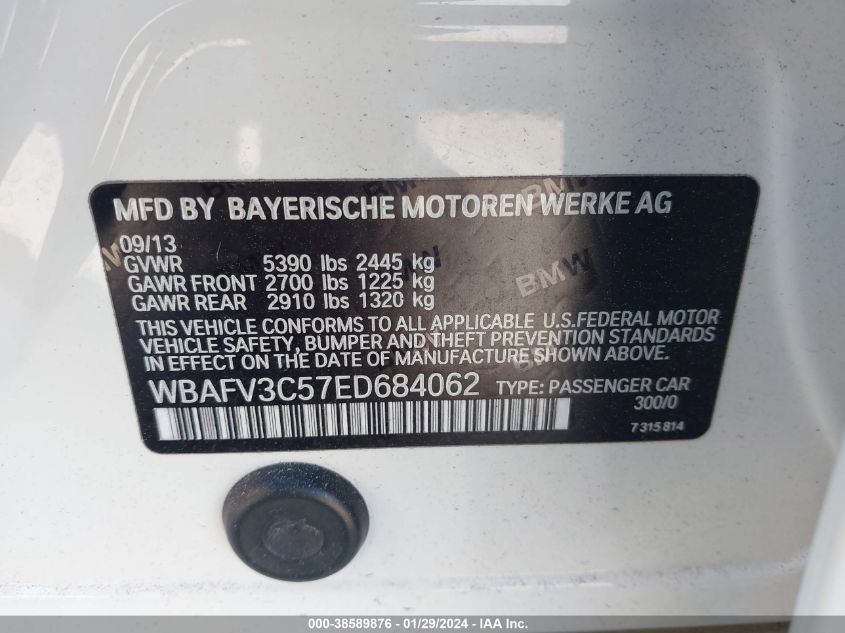 MFD BY BAYERISCHE MOTOREN WERKE AG
09/13
GVWR 5390 lbs 2445 kg
GAWR FRONT 2700 lbs 1225 kg
GAWR REAR 2910 lbs 1320 kg
THIS VEHICLE CONFORMS TO ALL APPLICABLE U.S.FEDERAL MOTOR
VEHICLE SAFETY, BUMPER AND THEFT PREVENTION STANDARDS
IN EFFECT ON THE DATE OF MANUFACTURE SHOWN ABOVE.
WBAFV3C57ED684062 TYPE: PASSENGER CAR
300/0
7 315 814
BMW
BMW
000-38589876 - 01/29/2024 - IAA Inc.